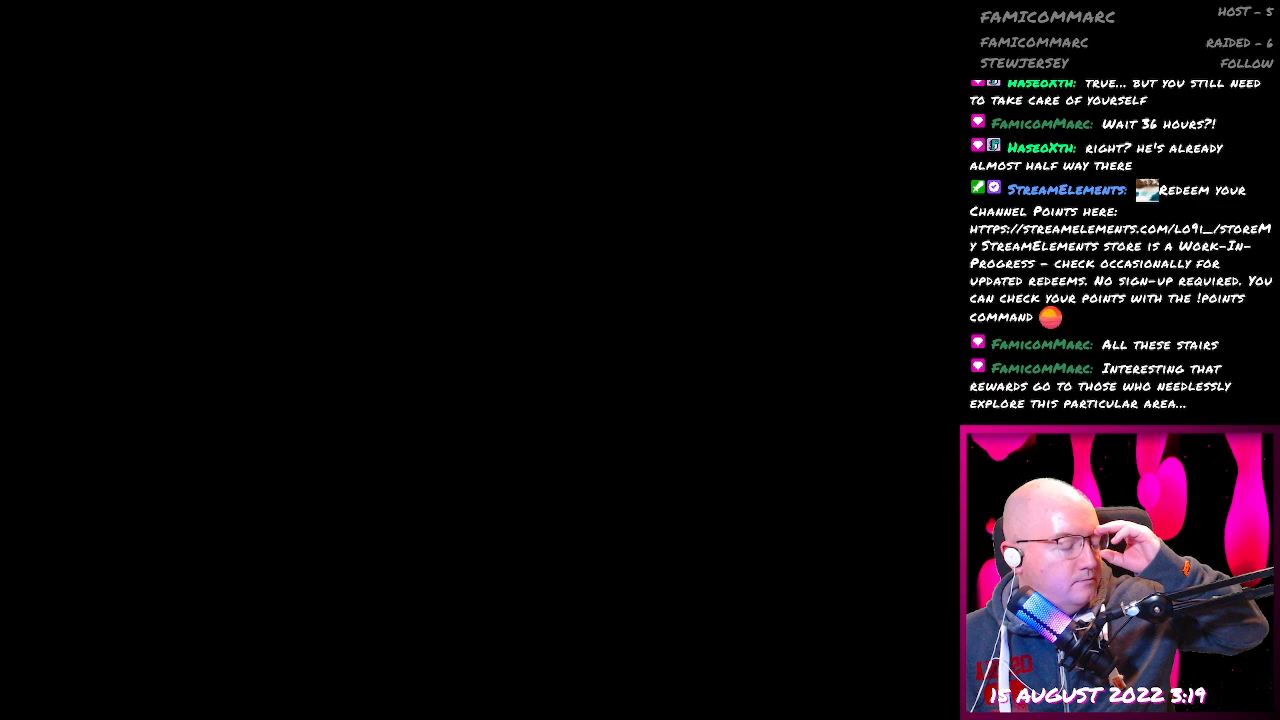 FAMICOMMARC HOST - 5
FAMICOMMARC RAIDED - 6
STEWJERSEY FOLLOW
HASEOXTH: TRUE... BUT YOU STILL NEED
TO TAKE CARE OF YOURSELF
FAMICOMMARC: WAIT 36 HOURS?!
HASEOXTH: RIGHT? HE'S ALREADY
ALMOST HALF WAY THERE
STREAMELEMENTS: REDEEM YOUR
CHANNEL POINTS HERE:
HTTPS://STREAMELEMENTS.COM/LO9I_/STOREM
Y STREAMELEMENTS STORE IS A WORK-IN-
PROGRESS - CHECK OCCASIONALLY FOR
UPDATED REDEEMS. NO SIGN-UP REQUIRED. YOU
CAN CHECK YOUR POINTS WITH THE !POINTS
COMMAND
FAMICOMMARC: ALL THESE STAIRS
FAMICOMMARC: INTERESTING THAT
REWARDS GO TO THOSE WHO NEEDLESSLY
EXPLORE THIS PARTICULAR AREA...
15 AUGUST 2022 3:19